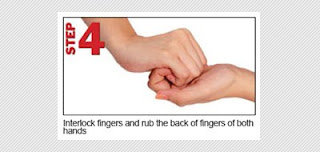 STEP 4
Interlock fingers and rub the back of fingers of both
hands